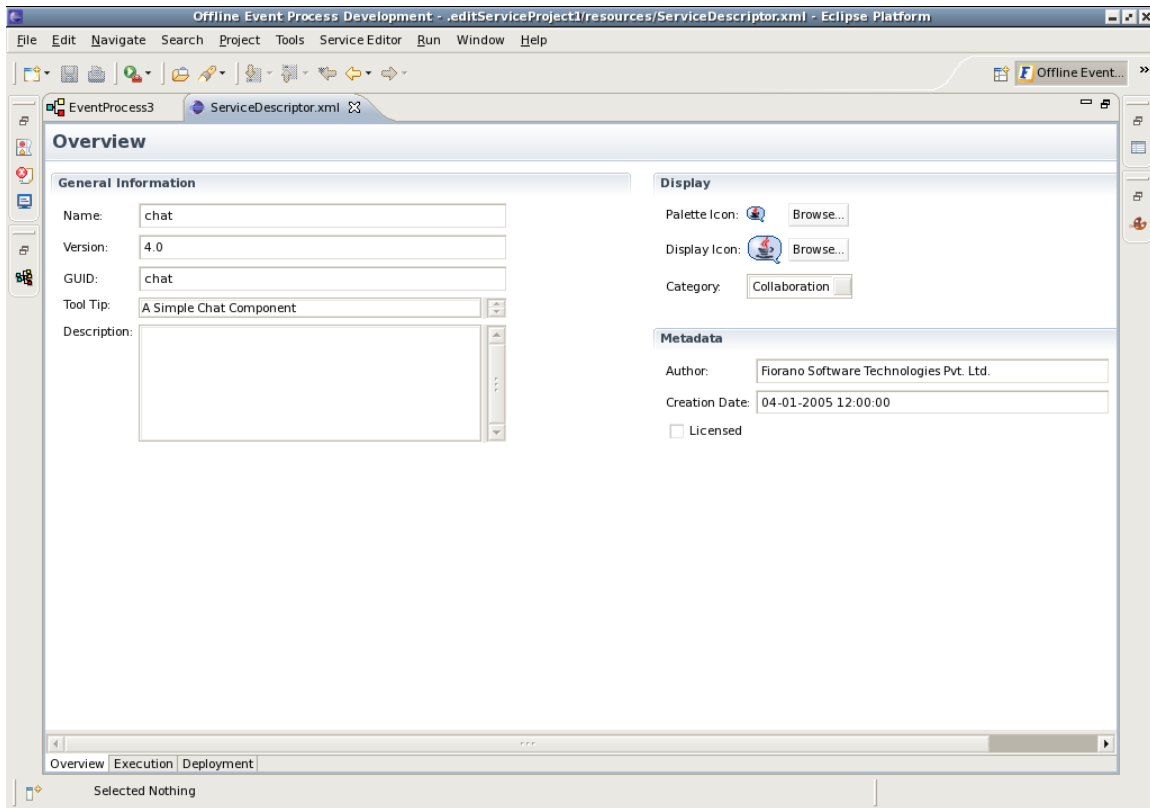 Offline Event Process Development - .editServiceProject1/resources/ServiceDescriptor.xml - Eclipse Platform
File Edit Navigate Search Project Tools Service Editor Run Window Help
Offline Event... »
EventProcess3 ServiceDescriptor.xml
Overview
General Information
Name: chat
Version: 4.0
GUID: chat
Tool Tip: A Simple Chat Component
Description:
Display
Palette Icon: Browse...
Display Icon: Browse...
Category: Collaboration
Metadata
Author: Fiorano Software Technologies Pvt. Ltd.
Creation Date: 04-01-2005 12:00:00
Licensed
Overview Execution Deployment
Selected Nothing